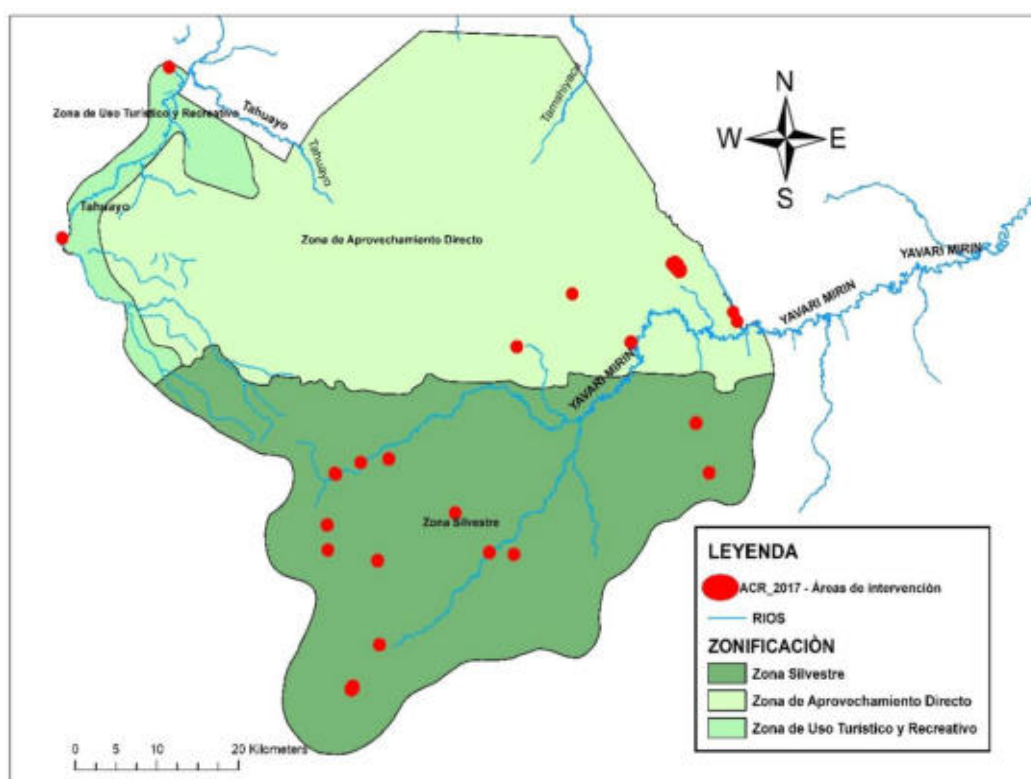 Zona de Uso Turístico y Recreativo
Tahuayo
Tahuayo
Tamshiyacu
N
W
E
S
Tahuayo
Zona de Aprovechamiento Directo
YAVARI MIRIN
YAVARI MIRIN
YAVARI MIRIN
Zona Silvestre
LEYENDA
ACR_2017 - Áreas de intervención
RIOS
ZONIFICACIÒN
Zona Silvestre
Zona de Aprovechamiento Directo
Zona de Uso Turístico y Recreativo
0 5 10 20 Kilometers